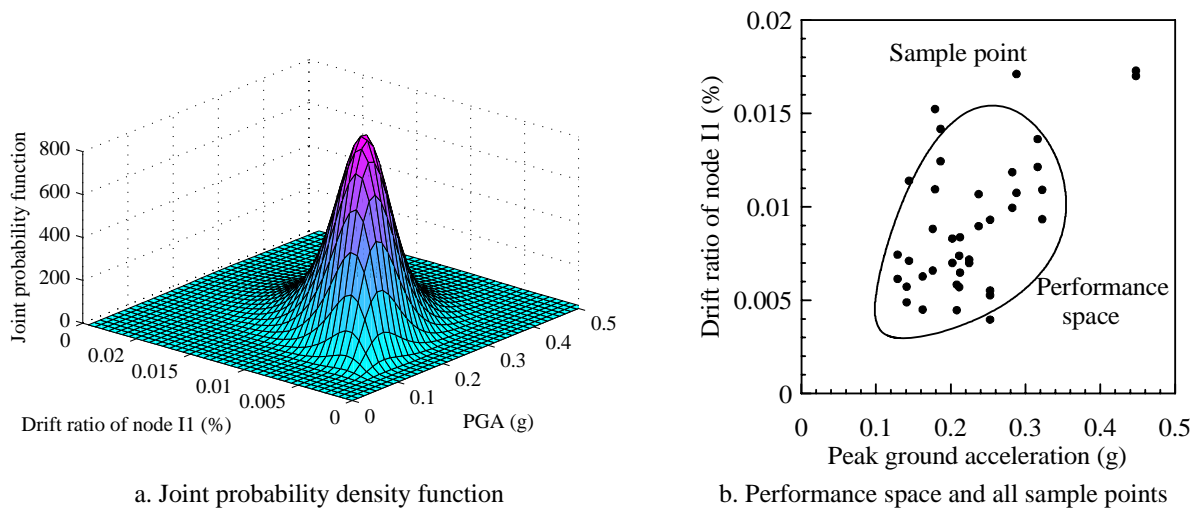 Joint probability function
800
600
400
200
0
0
0.02
0.015
0.01
0.005
0
Drift ratio of node I1 (%)
0
0.1
0.2
0.3
0.4
0.5
PGA (g)
a. Joint probability density function
Drift ratio of node I1 (%)
0.02
0.015
0.01
0.005
0
Sample point
Performance
space
0
0.1
0.2
0.3
0.4
0.5
Peak ground acceleration (g)
b. Performance space and all sample points